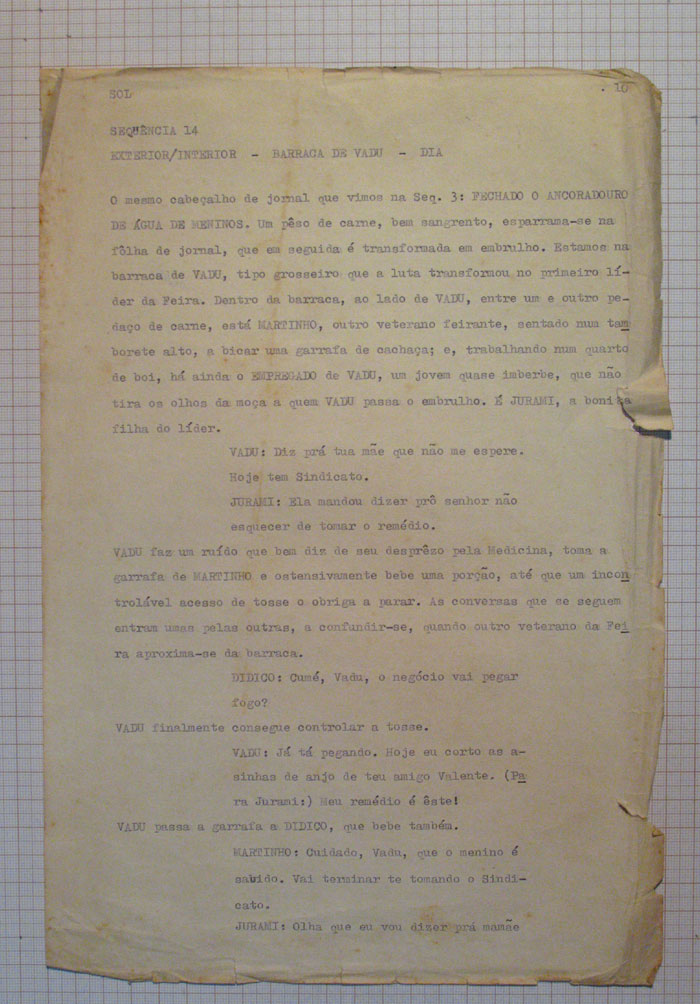 SOL . 10
SEQUÊNCIA 14
EXTERIOR/INTERIOR - BARRACA DE VADU - DIA
O mesmo cabeçalho de jornal que vimos na Seq. 3: FECHADO O ANCORADOURO
DE ÁGUA DE MENINOS. Um pêso de carne, bem sangrento, esparrama-se na
fôlha de jornal, que em seguida é transformada em embrulho. Estamos na
barraca de VADU, tipo grosseiro que a luta transformou no primeiro lí-
der da Feira. Dentro da barraca, ao lado de VADU, entre um e outro pe-
daço de carne, está MARTINHO, outro veterano feirante, sentado num tam
borete alto, a bicar uma garrafa de cachaça; e, trabalhando num quarto
de boi, há ainda o EMPREGADO de VADU, um jovem quase imberbe, que não
tira os olhos da moça a quem VADU passa o embrulho. É JURAMI, a bonita
filha do líder.
VADU: Diz prá tua mãe que não me espere.
Hoje tem Sindicato.
JURAMI: Ela mandou dizer prô senhor não
esquecer de tomar o remédio.
VADU faz um ruído que bem diz de seu desprêzo pela Medicina, toma a
garrafa de MARTINHO e ostensivamente bebe uma porção, até que um incon
trolável acesso de tosse o obriga a parar. As conversas que se seguem
entram umas pelas outras, a confundir-se, quando outro veterano da Fei
ra aproxima-se da barraca.
DIDICO: Cumé, Vadu, o negócio vai pegar
fogo?
VADU finalmente consegue controlar a tosse.
VADU: Já tá pegando. Hoje eu corto as a-
sinhas de anjo de teu amigo Valente. (Pa
ra Jurami:) Meu remédio é êste!
VADU passa a garrafa a DIDICO, que bebe também.
MARTINHO: Cuidado, Vadu, que o menino é
sabido. Vai terminar te tomando o Sindi-
cato.
JURAMI: Olha que eu vou dizer prá mamãe